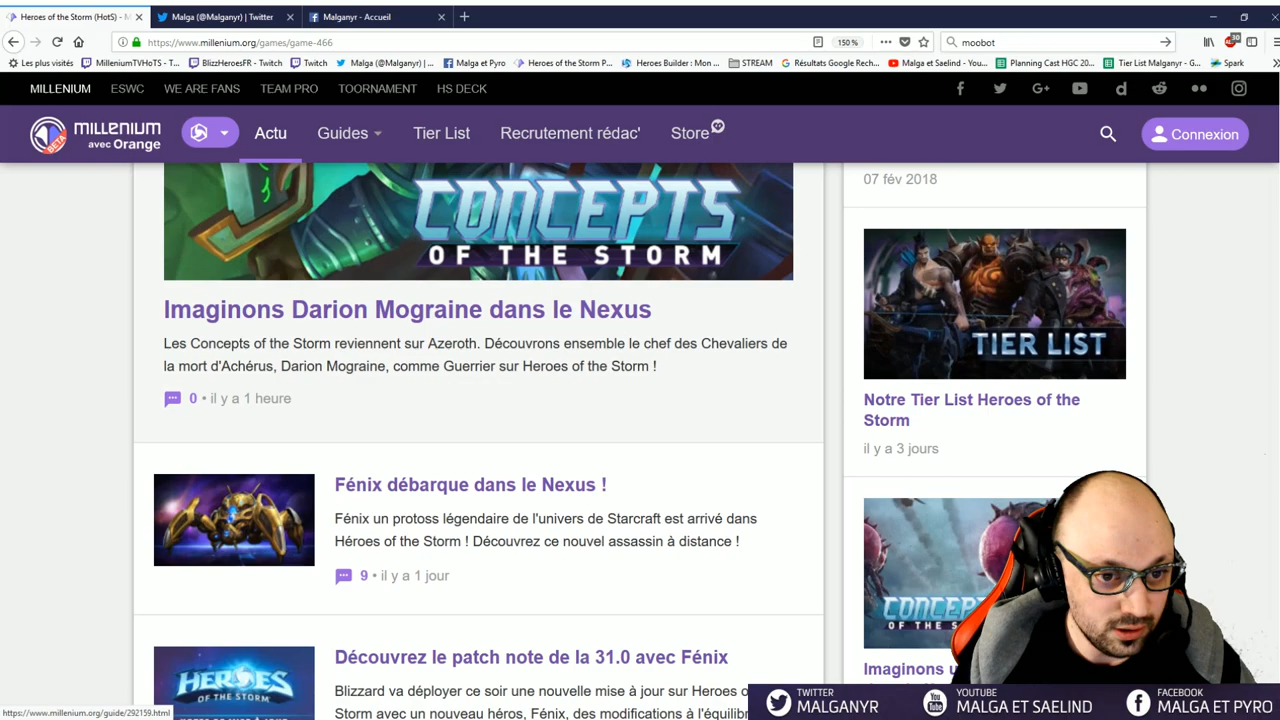 Heroes of the Storm (HotS) - M
Malga (@Malganyr) | Twitter
Malganyr - Accueil
https://www.millenium.org/games/game-466
150 %
moobot
30
Les plus visités
MilleniumTVHoTS - T...
BlizzHeroesFR - Twitch
Twitch
Malga (@Malganyr) | ...
Malga et Pyro
Heroes of the Storm P...
Heroes Builder : Mon ...
STREAM
Résultats Google Rech...
Malga et Saelind - You...
Planning Cast HGC 20...
Tier List Malganyr - G...
Spark
MILLENIUM
ESWC
WE ARE FANS
TEAM PRO
TOORNAMENT
HS DECK
MILLENIUM
avec Orange
BETA
Actu
Guides
Tier List
Recrutement rédac'
Store
Connexion
CONCEPTS
OF THE STORM
Imaginons Darion Mograine dans le Nexus
Les Concepts of the Storm reviennent sur Azeroth. Découvrons ensemble le chef des Chevaliers de
la mort d'Achérus, Darion Mograine, comme Guerrier sur Heroes of the Storm !
0 • il y a 1 heure
Fénix débarque dans le Nexus !
Fénix un protoss légendaire de l'univers de Starcraft est arrivé dans
Héroes of the Storm ! Découvrez ce nouvel assassin à distance !
9 • il y a 1 jour
HEROES
OF THE STORM
Découvrez le patch note de la 31.0 avec Fénix
Blizzard va déployer ce soir une nouvelle mise à jour sur Heroes o
Storm avec un nouveau héros, Fénix, des modifications à l'équilib
07 fév 2018
TIER LIST
Notre Tier List Heroes of the
Storm
il y a 3 jours
CONCE
OF THE S
Imaginons u
https://www.millenium.org/guide/292159.html
TWITTER
MALGANYR
YOUTUBE
MALGA ET SAELIND
FACEBOOK
MALGA ET PYRO